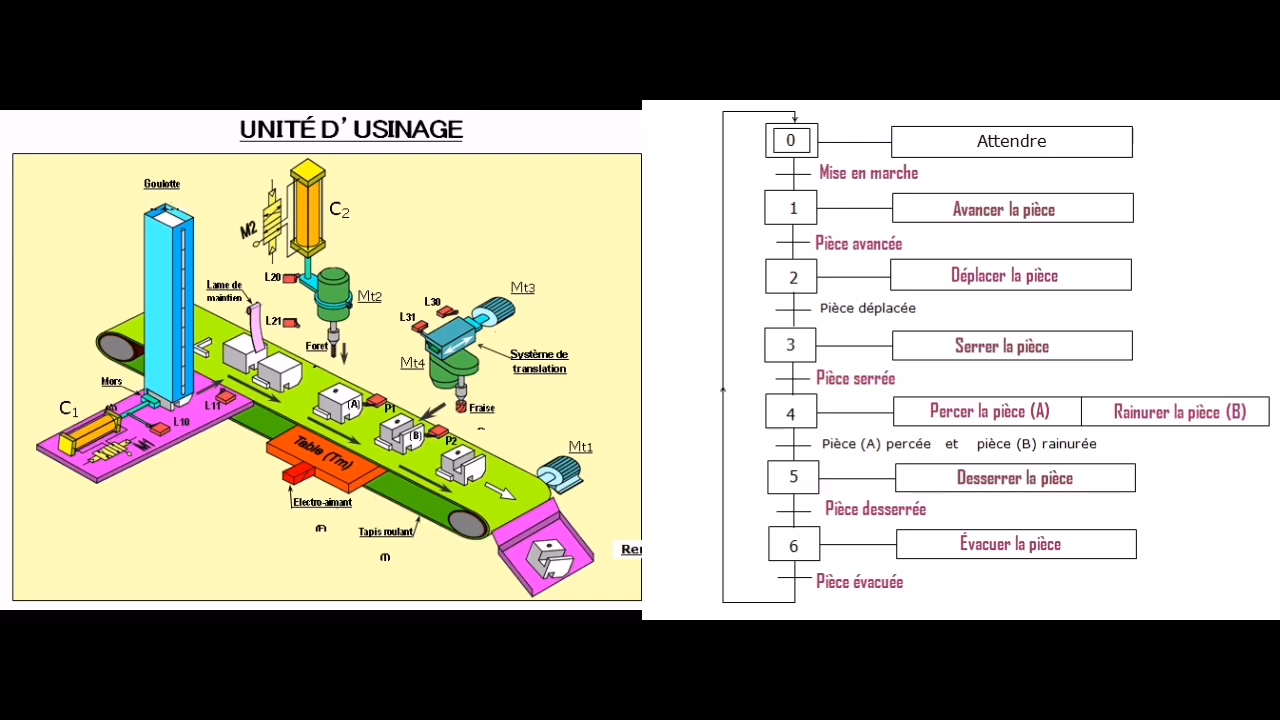 UNITÉ D' USINAGE
Goulotte
C2
M2
L20
Lame de
maintien
Mt2
Mt3
L30
L31
L21
Foret
Système de
translation
Mt4
Mors
C1
L11
(A)
P1
Fraise
L10
M1
(B)
P2
Table (Tm)
Mt1
Electro-aimant
Tapis roulant
(T)
Rem
0
Attendre
Mise en marche
1
Avancer la pièce
Pièce avancée
2
Déplacer la pièce
Pièce déplacée
3
Serrer la pièce
Pièce serrée
4
Percer la pièce (A)
Rainurer la pièce (B)
Pièce (A) percée et pièce (B) rainurée
5
Desserrer la pièce
Pièce desserrée
6
Évacuer la pièce
Pièce évacuée